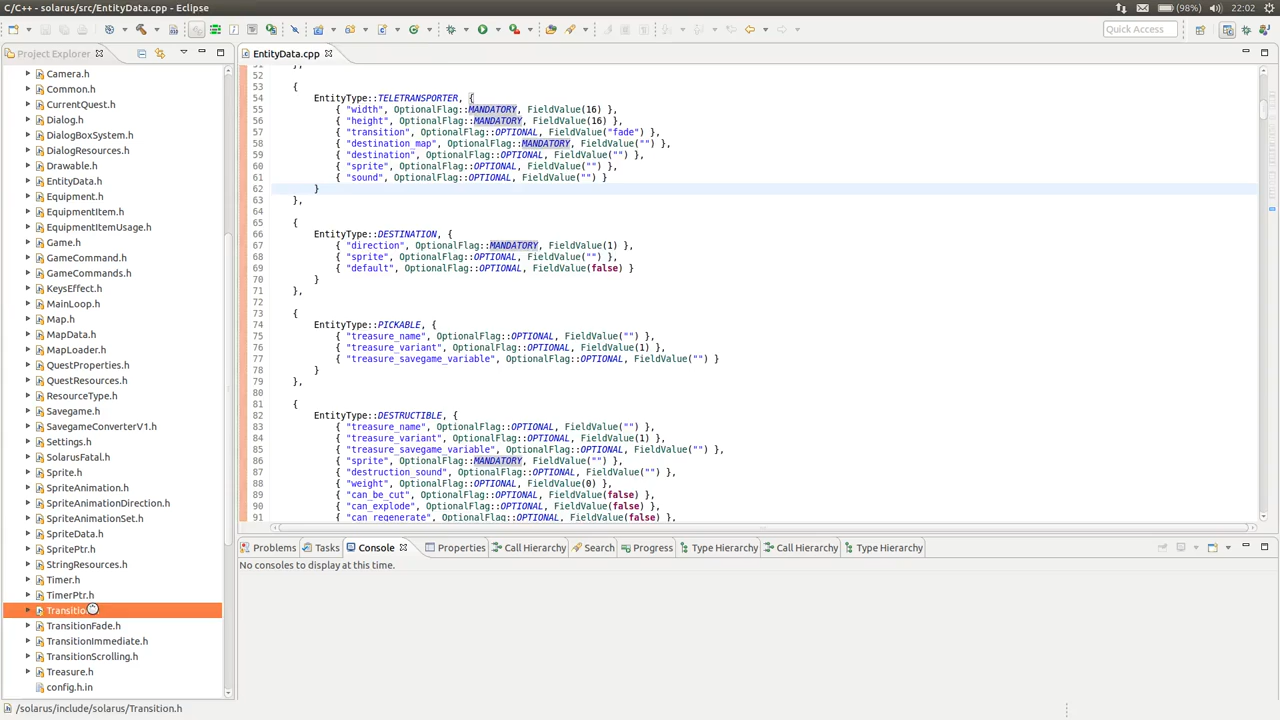 C/C++ - solarus/src/EntityData.cpp - Eclipse
(98%)
22:02
Quick Access
Project Explorer
EntityData.cpp
Camera.h
Common.h
CurrentQuest.h
Dialog.h
DialogBoxSystem.h
DialogResources.h
Drawable.h
EntityData.h
Equipment.h
EquipmentItem.h
EquipmentItemUsage.h
Game.h
GameCommand.h
GameCommands.h
KeysEffect.h
MainLoop.h
Map.h
MapData.h
MapLoader.h
QuestProperties.h
QuestResources.h
ResourceType.h
Savegame.h
SavegameConverterV1.h
Settings.h
SolarusFatal.h
Sprite.h
SpriteAnimation.h
SpriteAnimationDirection.h
SpriteAnimationSet.h
SpriteData.h
SpritePtr.h
StringResources.h
Timer.h
TimerPtr.h
TransitionFade.h
TransitionImmediate.h
TransitionScrolling.h
Treasure.h
config.h.in
51 },
52
53 {
54 EntityType::TELETRANSPORTER, {
55 { "width", OptionalFlag::MANDATORY, FieldValue(16) },
56 { "height", OptionalFlag::MANDATORY, FieldValue(16) },
57 { "transition", OptionalFlag::OPTIONAL, FieldValue("fade") },
58 { "destination_map", OptionalFlag::MANDATORY, FieldValue("") },
59 { "destination", OptionalFlag::OPTIONAL, FieldValue("") },
60 { "sprite", OptionalFlag::OPTIONAL, FieldValue("") },
61 { "sound", OptionalFlag::OPTIONAL, FieldValue("") }
62 }
63 },
64
65 {
66 EntityType::DESTINATION, {
67 { "direction", OptionalFlag::MANDATORY, FieldValue(1) },
68 { "sprite", OptionalFlag::OPTIONAL, FieldValue("") },
69 { "default", OptionalFlag::OPTIONAL, FieldValue(false) }
70 }
71 },
72
73 {
74 EntityType::PICKABLE, {
75 { "treasure_name", OptionalFlag::OPTIONAL, FieldValue("") },
76 { "treasure_variant", OptionalFlag::OPTIONAL, FieldValue(1) },
77 { "treasure_savegame_variable", OptionalFlag::OPTIONAL, FieldValue("") }
78 }
79 },
80
81 {
82 EntityType::DESTRUCTIBLE, {
83 { "treasure_name", OptionalFlag::OPTIONAL, FieldValue("") },
84 { "treasure_variant", OptionalFlag::OPTIONAL, FieldValue(1) },
85 { "treasure_savegame_variable", OptionalFlag::OPTIONAL, FieldValue("") },
86 { "sprite", OptionalFlag::MANDATORY, FieldValue("") },
87 { "destruction_sound", OptionalFlag::OPTIONAL, FieldValue("") },
88 { "weight", OptionalFlag::OPTIONAL, FieldValue(0) },
89 { "can_be_cut", OptionalFlag::OPTIONAL, FieldValue(false) },
90 { "can_explode", OptionalFlag::OPTIONAL, FieldValue(false) },
91 { "can_regenerate", OptionalFlag::OPTIONAL, FieldValue(false) },
Problems Tasks Console Properties Call Hierarchy Search Progress Type Hierarchy Call Hierarchy Type Hierarchy
No consoles to display at this time.
/solarus/include/solarus/Transition.h